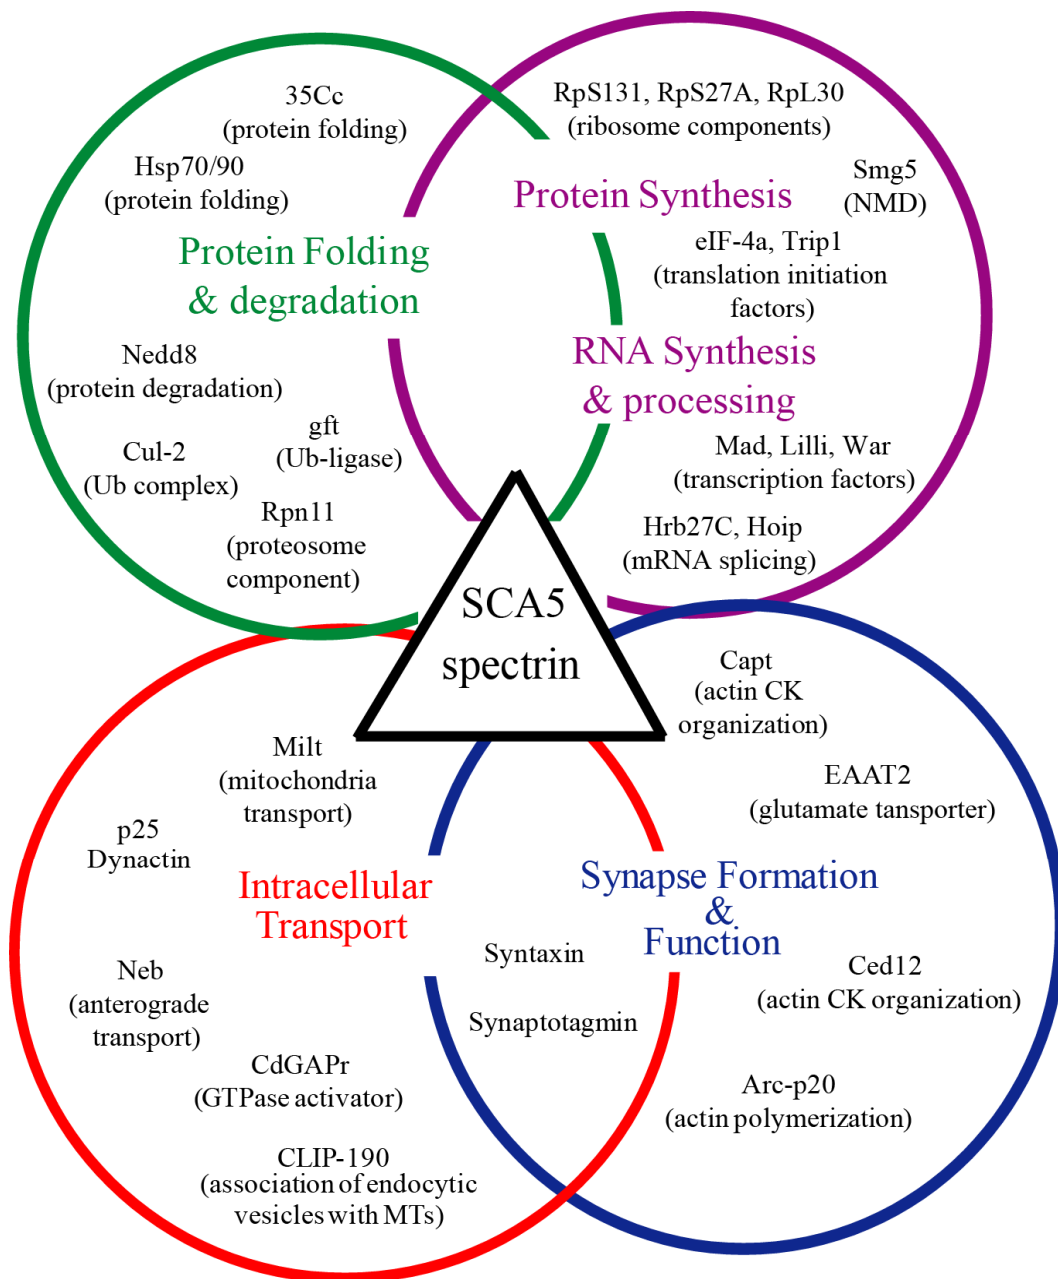 35Cc
(protein folding)
Hsp70/90
(protein folding)
Protein Folding
& degradation
Nedd8
(protein degradation)
gft
(Ub-ligase)
Cul-2
(Ub complex)
Rpn11
(proteosome
component)
RpS131, RpS27A, RpL30
(ribosome components)
Protein Synthesis
Smg5
(NMD)
eIF-4a, Trip1
(translation initiation
factors)
RNA Synthesis
& processing
Mad, Lilli, War
(transcription factors)
Hrb27C, Hoip
(mRNA splicing)
SCA5
spectrin
Milt
(mitochondria
transport)
p25
Dynactin
Intracellular
Transport
Neb
(anterograde
transport)
CdGAPr
(GTPase activator)
CLIP-190
(association of endocytic
vesicles with MTs)
Syntaxin
Synaptotagmin
Capt
(actin CK
organization)
EAAT2
(glutamate tansporter)
Synapse Formation
&
Function
Ced12
(actin CK organization)
Arc-p20
(actin polymerization)